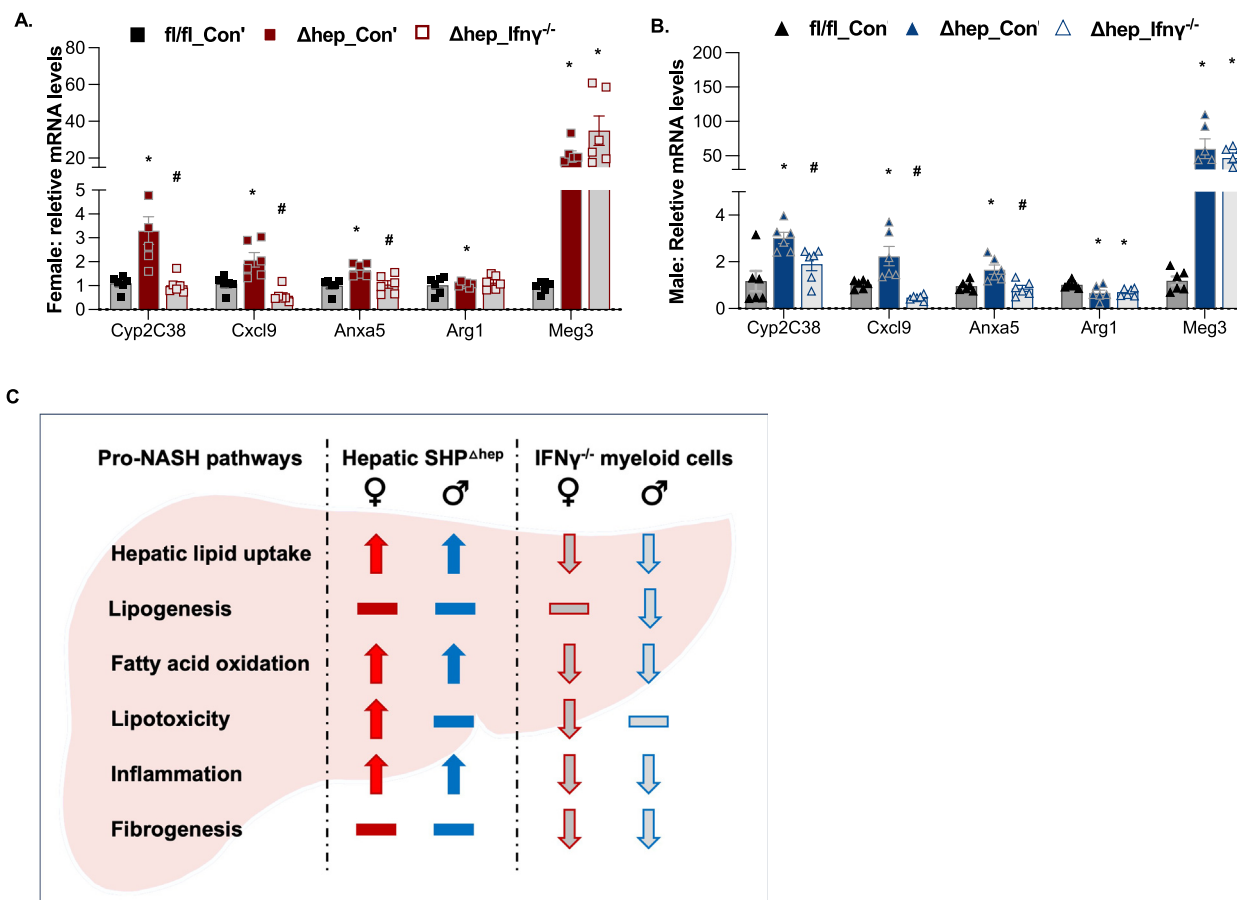 A.
fl/fl_Con' Δhep_Con' Δhep_Ifnγ-/-
Female: reletive mRNA levels
80
60
40
20
5
4
3
2
1
0
Cyp2C38 Cxcl9 Anxa5 Arg1 Meg3
* # * # * # * * *
B.
fl/fl_Con Δhep_Con' Δhep_Ifnγ-/-
Male: Reletive mRNA levels
200
150
100
50
4
2
0
Cyp2C38 Cxcl9 Anxa5 Arg1 Meg3
* # * # * # * * * *
C
Pro-NASH pathways Hepatic SHPΔhep IFNγ-/- myeloid cells
♀ ♂ ♀ ♂
Hepatic lipid uptake
Lipogenesis
Fatty acid oxidation
Lipotoxicity
Inflammation
Fibrogenesis